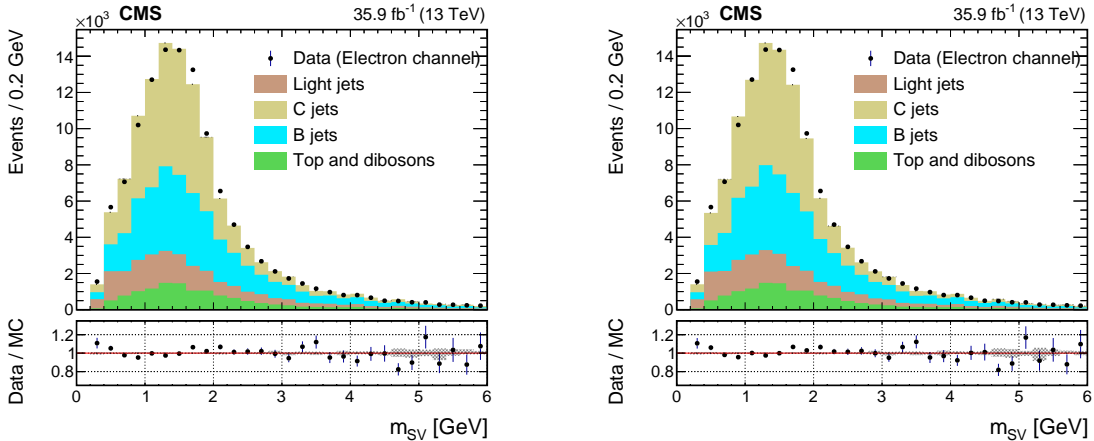 ×10³ CMS 35.9 fb⁻¹ (13 TeV)
Events / 0.2 GeV
14
12
10
8
6
4
2
0
Data (Electron channel)
Light jets
C jets
B jets
Top and dibosons
Data / MC
1.2
1
0.8
0 1 2 3 4 5 6
m_SV [GeV]
×10³ CMS 35.9 fb⁻¹ (13 TeV)
Events / 0.2 GeV
14
12
10
8
6
4
2
0
Data (Electron channel)
Light jets
C jets
B jets
Top and dibosons
Data / MC
1.2
1
0.8
0 1 2 3 4 5 6
m_SV [GeV]